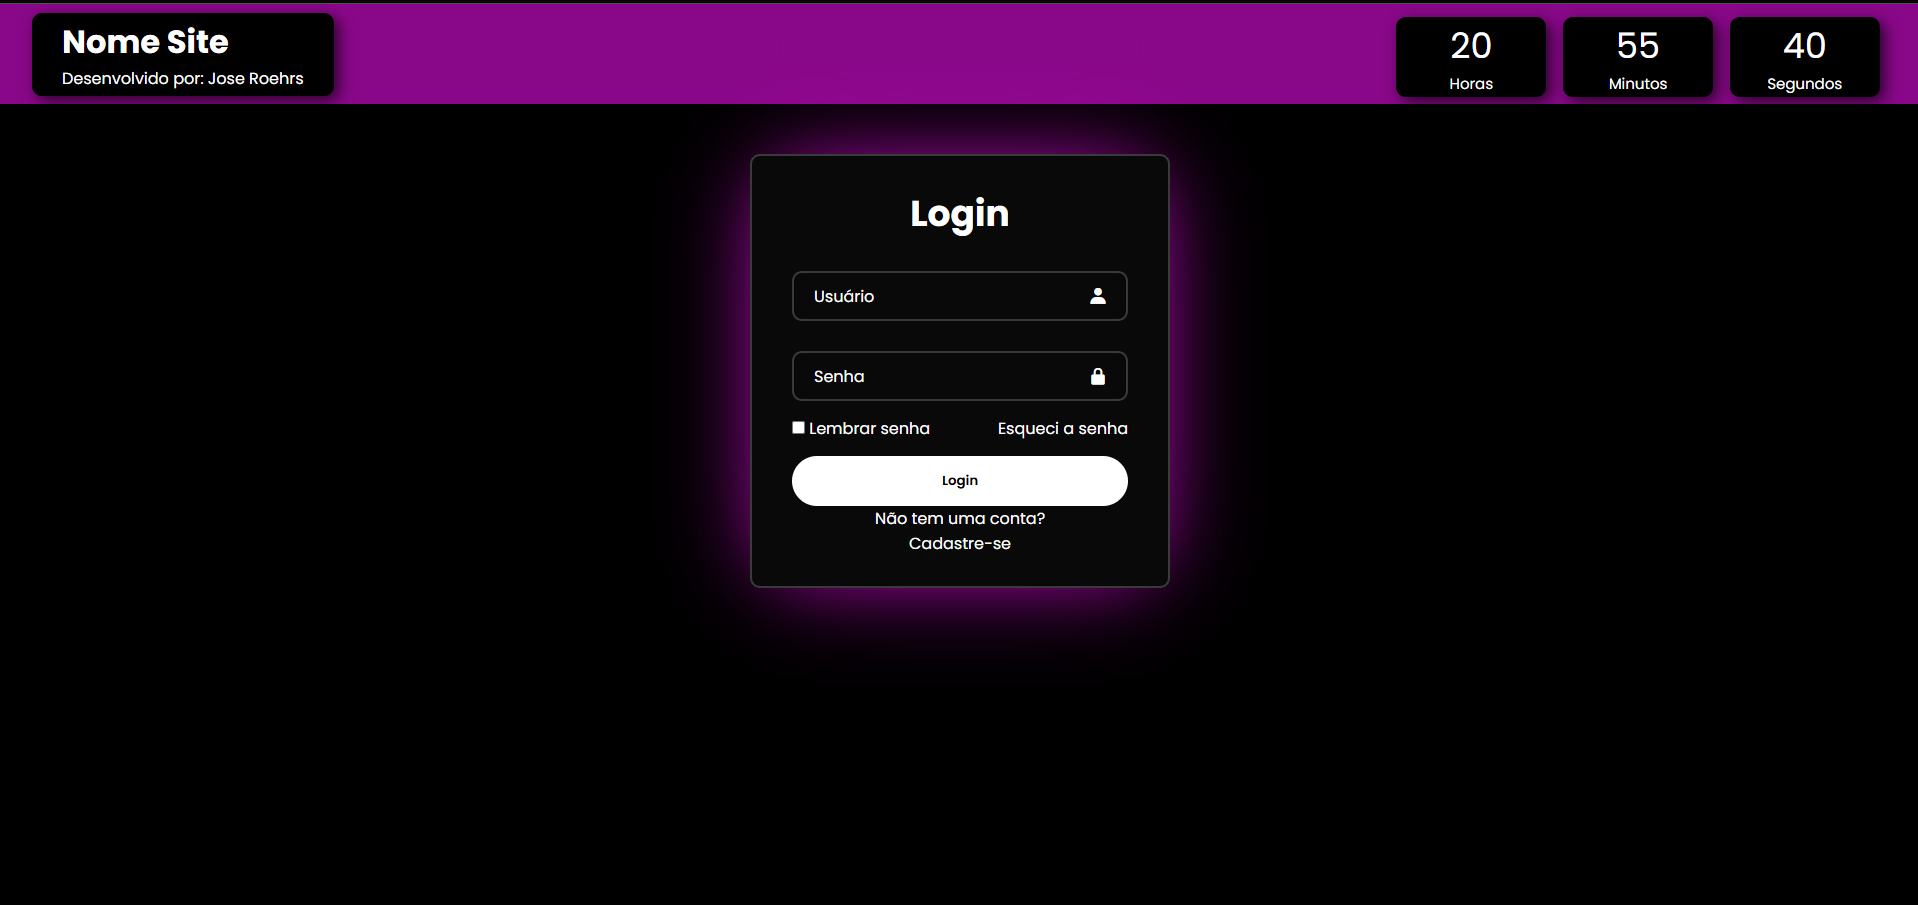 Nome Site
Desenvolvido por: Jose Roehrs
20
Horas
55
Minutos
40
Segundos
Login
Usuário
Senha
Lembrar senha
Esqueci a senha
Login
Não tem uma conta?
Cadastre-se